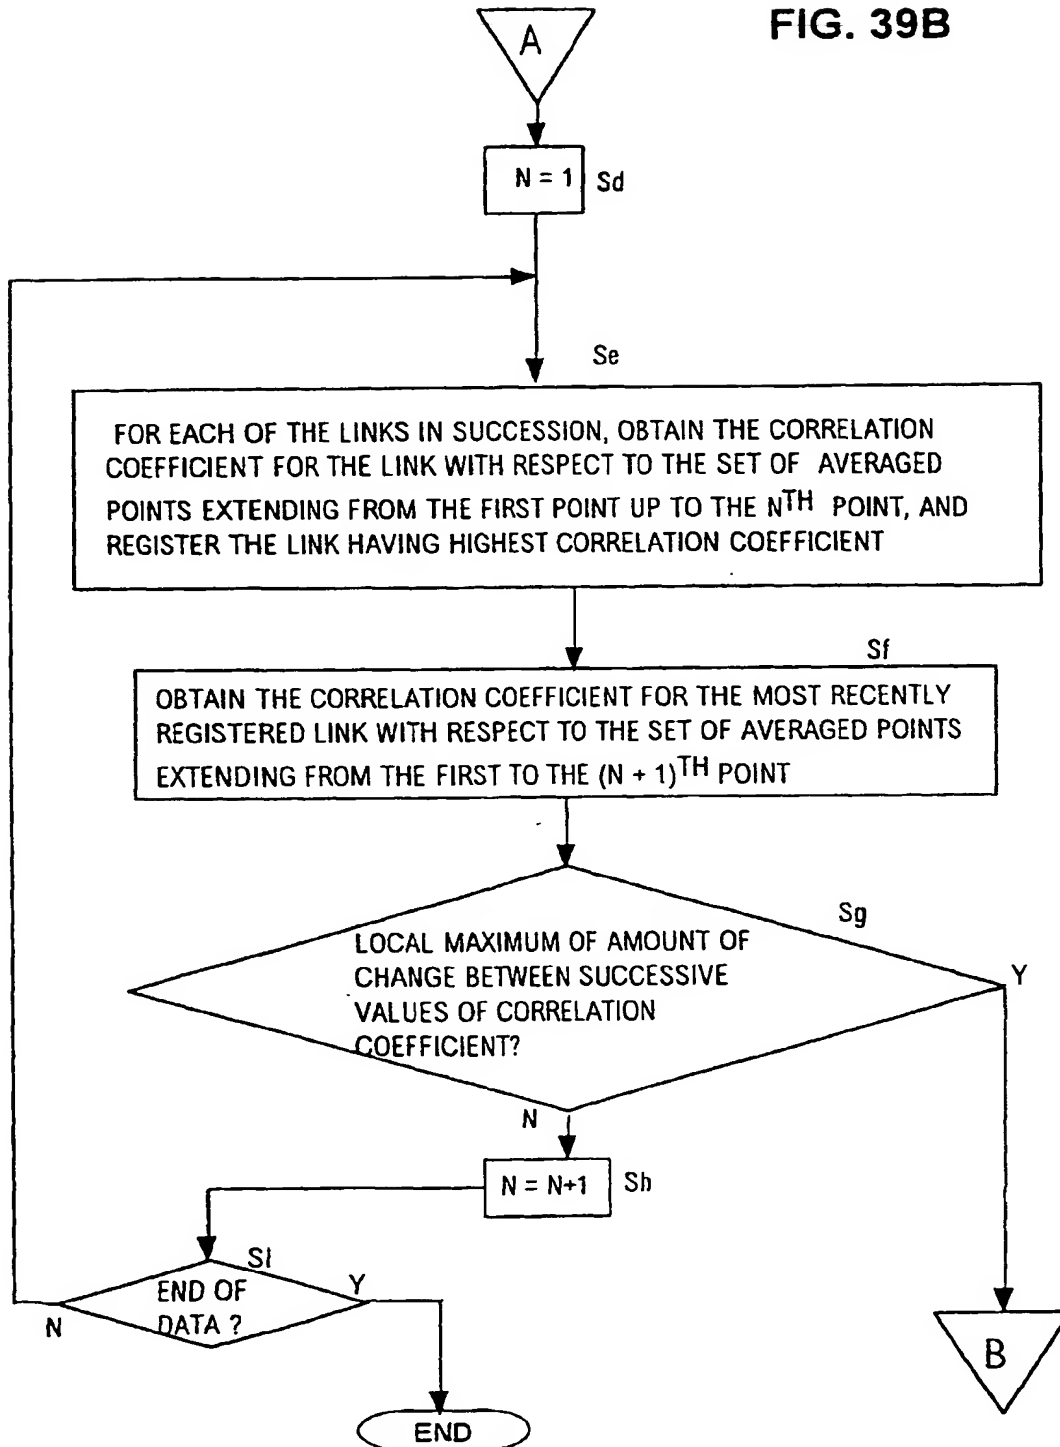 FIG. 39B
A
N = 1 Sd
Se
FOR EACH OF THE LINKS IN SUCCESSION, OBTAIN THE CORRELATION
COEFFICIENT FOR THE LINK WITH RESPECT TO THE SET OF AVERAGED
POINTS EXTENDING FROM THE FIRST POINT UP TO THE NTH POINT, AND
REGISTER THE LINK HAVING HIGHEST CORRELATION COEFFICIENT
Sf
OBTAIN THE CORRELATION COEFFICIENT FOR THE MOST RECENTLY
REGISTERED LINK WITH RESPECT TO THE SET OF AVERAGED POINTS
EXTENDING FROM THE FIRST TO THE (N + 1)TH POINT
Sg
LOCAL MAXIMUM OF AMOUNT OF
CHANGE BETWEEN SUCCESSIVE
VALUES OF CORRELATION
COEFFICIENT?
Y
N
N = N+1 Sh
SI
END OF
DATA ?
Y
N
B
END